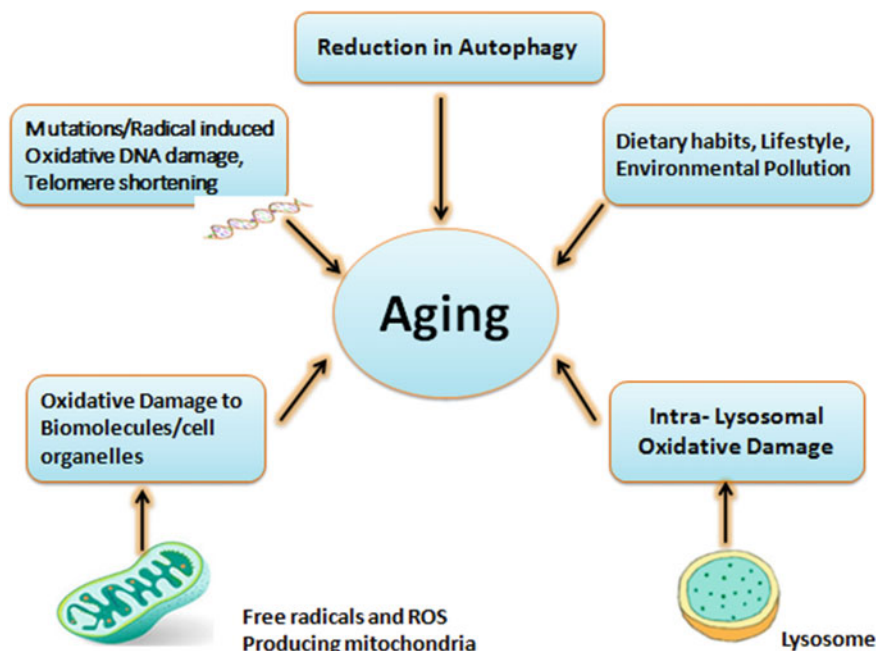 Reduction in Autophagy
Mutations/Radical induced
Oxidative DNA damage,
Telomere shortening
Dietary habits, Lifestyle,
Environmental Pollution
Aging
Oxidative Damage to
Biomolecules/cell
organelles
Intra- Lysosomal
Oxidative Damage
Free radicals and ROS
Producing mitochondria
Lysosome